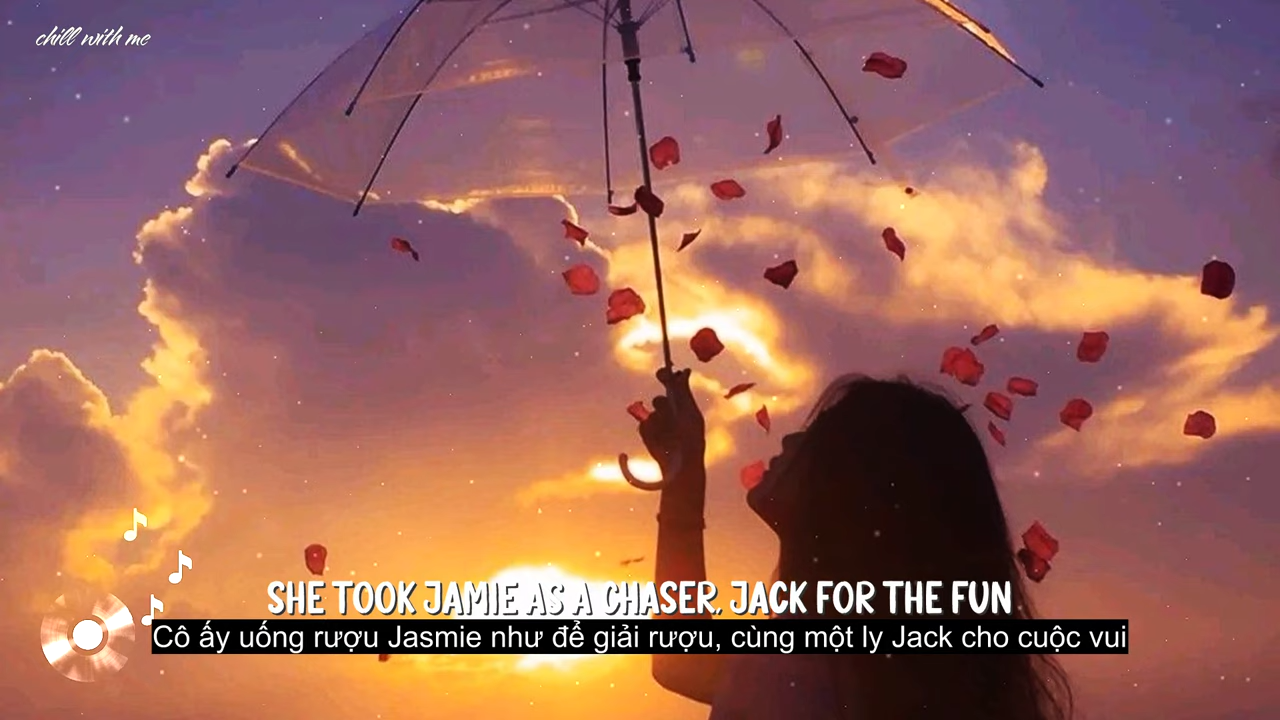 chill with me
SHE TOOK JAMIE AS A CHASER, JACK FOR THE FUN
Cô ấy uống rượu Jasmie như để giải rượu, cùng một ly Jack cho cuộc vui